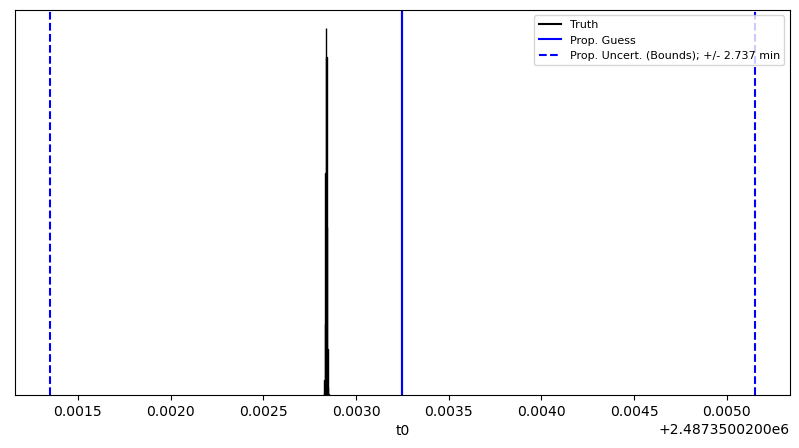 Truth
Prop. Guess
Prop. Uncert. (Bounds); +/- 2.737 min
0.0015 0.0020 0.0025 0.0030 0.0035 0.0040 0.0045 0.0050
t0
+2.4873500200e6